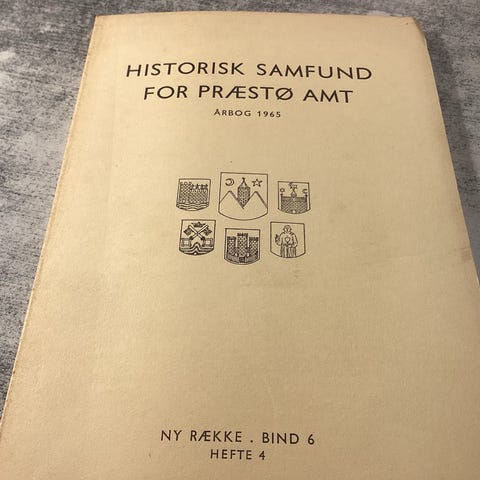 HISTORISK SAMFUND
FOR PRÆSTØ AMT
ÅRBOG 1965
NY RÆKKE . BIND 6
HEFTE 4